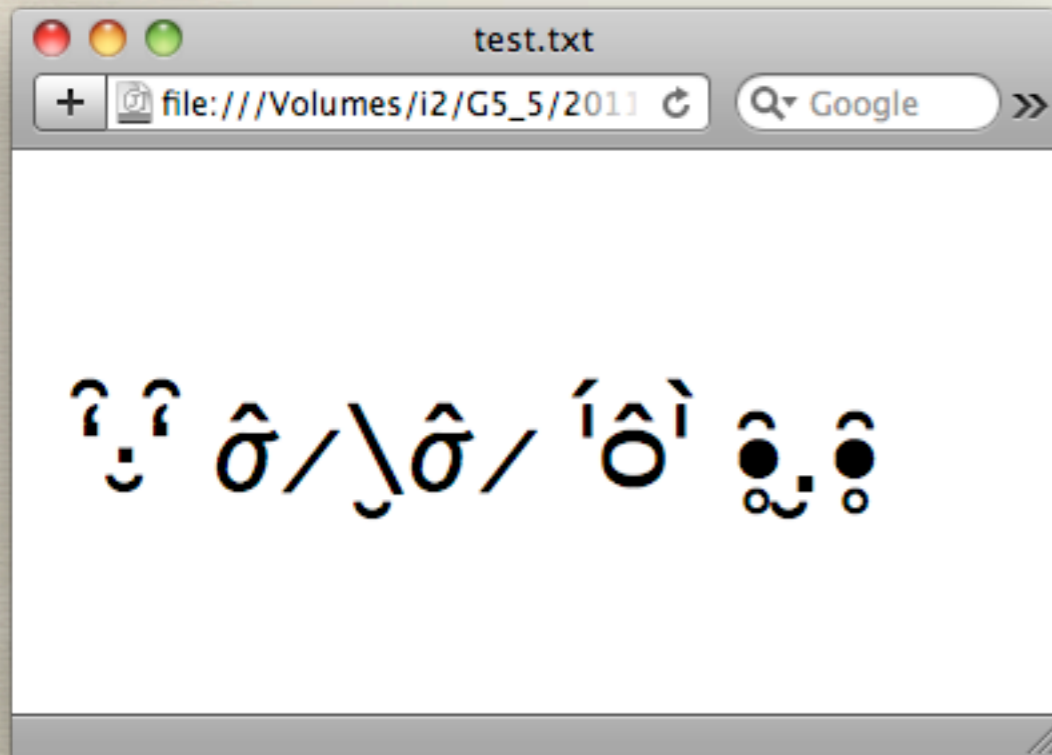 test.txt
+ file:///Volumes/i2/G5_5/2011 Google »
‘̑.̮‘̑ σ̂/\̮σ̂/ ̗̍ô̖̍ ●̥̑.̮●̥̑